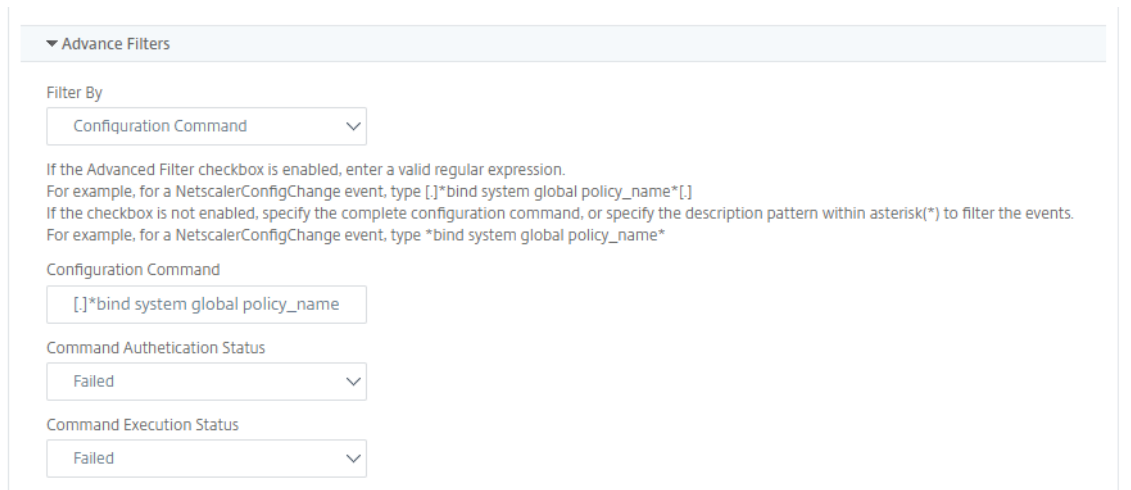 Advance Filters
Filter By
Configuration Command
If the Advanced Filter checkbox is enabled, enter a valid regular expression.
For example, for a NetscalerConfigChange event, type [.]*bind system global policy_name*[.]
If the checkbox is not enabled, specify the complete configuration command, or specify the description pattern within asterisk(*) to filter the events.
For example, for a NetscalerConfigChange event, type *bind system global policy_name*
Configuration Command
[.]*bind system global policy_name
Command Authetication Status
Failed
Command Execution Status
Failed